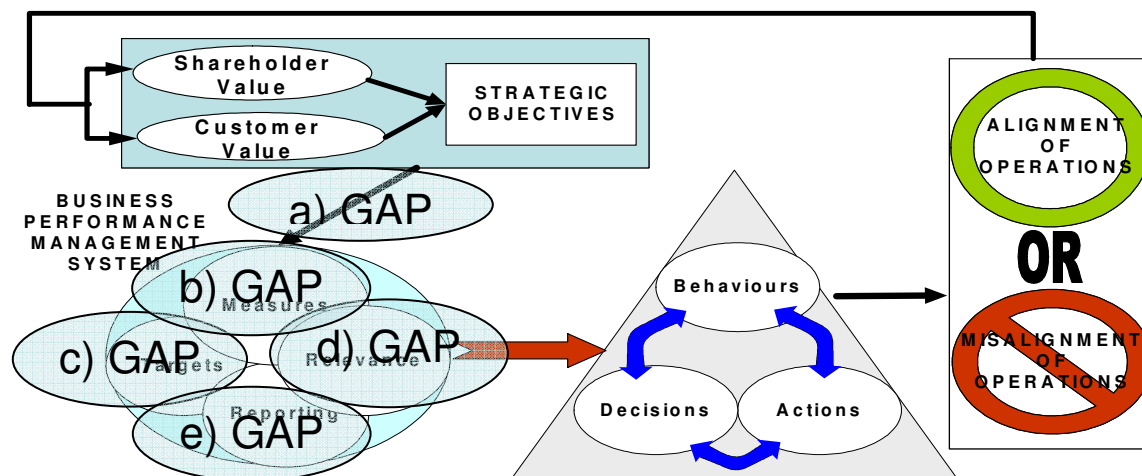 Shareholder
Value
Customer
Value
STRATEGIC
OBJECTIVES
BUSINESS
PERFORMANCE
MANAGEMENT
SYSTEM
a) GAP
b) GAP
Measures
c) GAP
Targets
d) GAP
Relevance
Reporting
e) GAP
Behaviours
Decisions
Actions
ALIGNMENT
OF
OPERATIONS
OR
MISALIGNMENT
OF
OPERATIONS